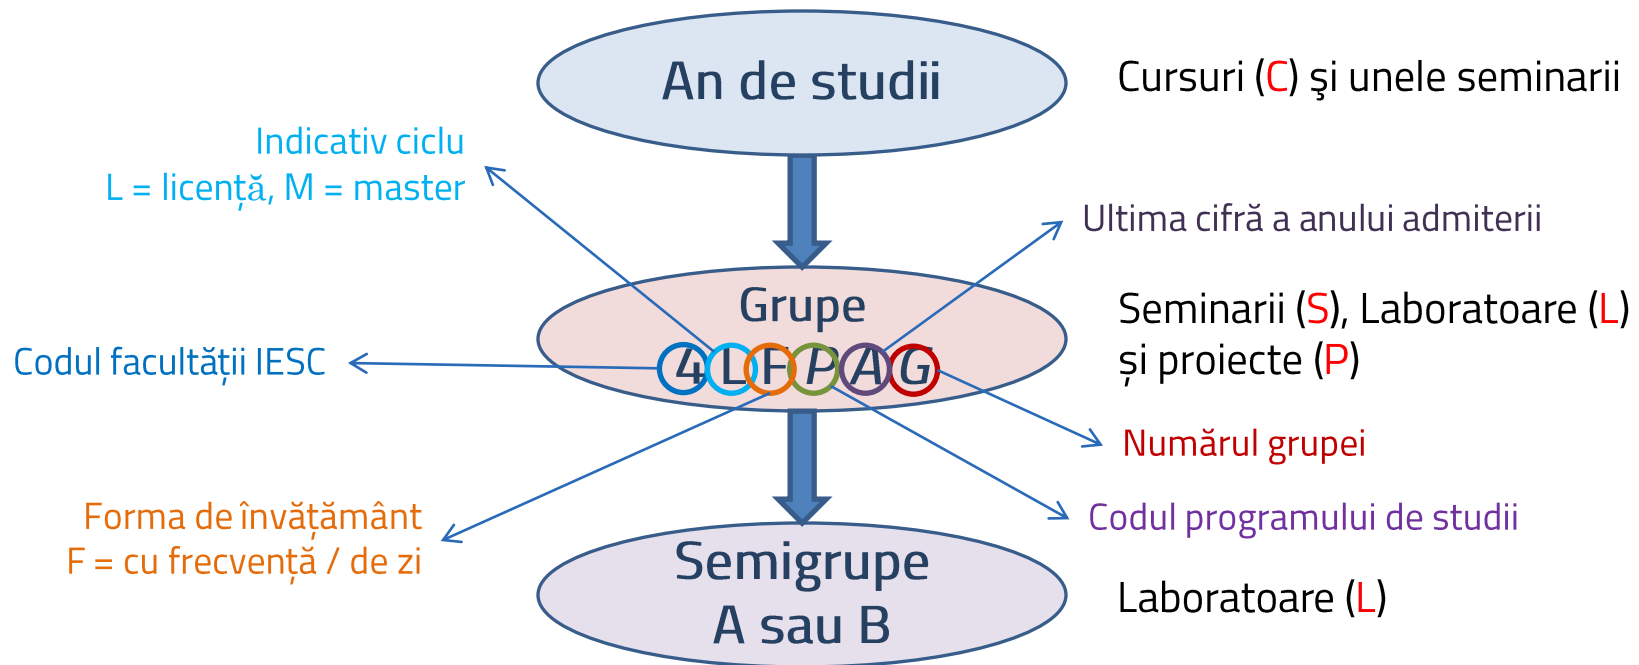 An de studii
Cursuri (C) şi unele seminarii
Indicativ ciclu
L = licență, M = master
Ultima cifră a anului admiterii
Grupe
4LFPAG
Seminarii (S), Laboratoare (L)
și proiecte (P)
Codul facultății IESC
Numărul grupei
Forma de învățământ
F = cu frecvență / de zi
Codul programului de studii
Semigrupe
A sau B
Laboratoare (L)